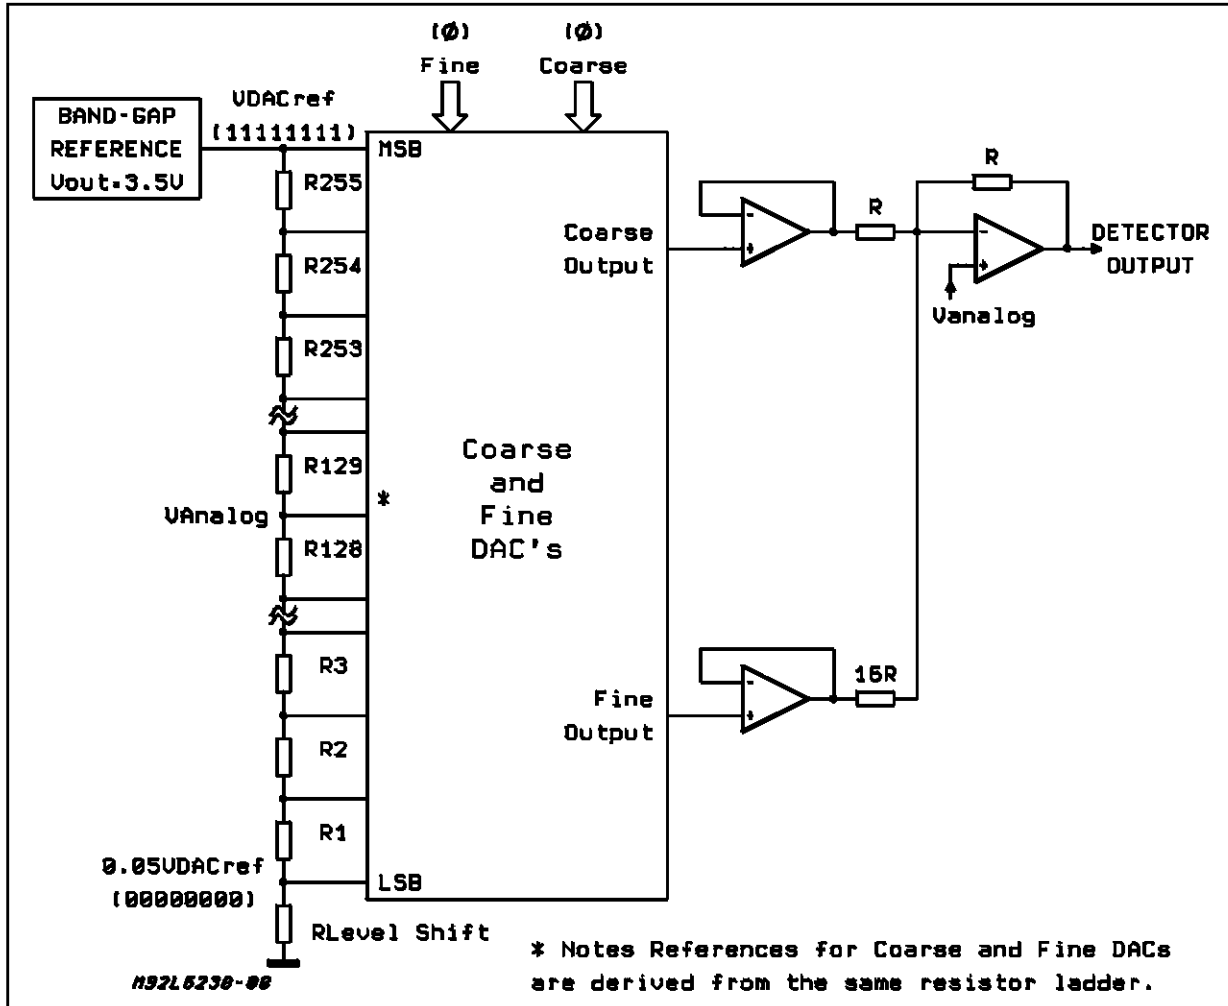 (Ø)
Fine
(Ø)
Coarse
BAND-GAP
REFERENCE
Vout=3.5V
VDACref
(11111111)
MSB
R255
R254
R253
R129
VAnalog
*
R128
R3
R2
R1
0.05VDACref
(00000000)
LSB
RLevel Shift
Coarse
Output
Coarse
and
Fine
DAC's
Fine
Output
-
+
R
R
-
+
DETECTOR
OUTPUT
Vanalog
-
+
16R
* Notes References for Coarse and Fine DACs
are derived from the same resistor ladder.
M92L6230-08